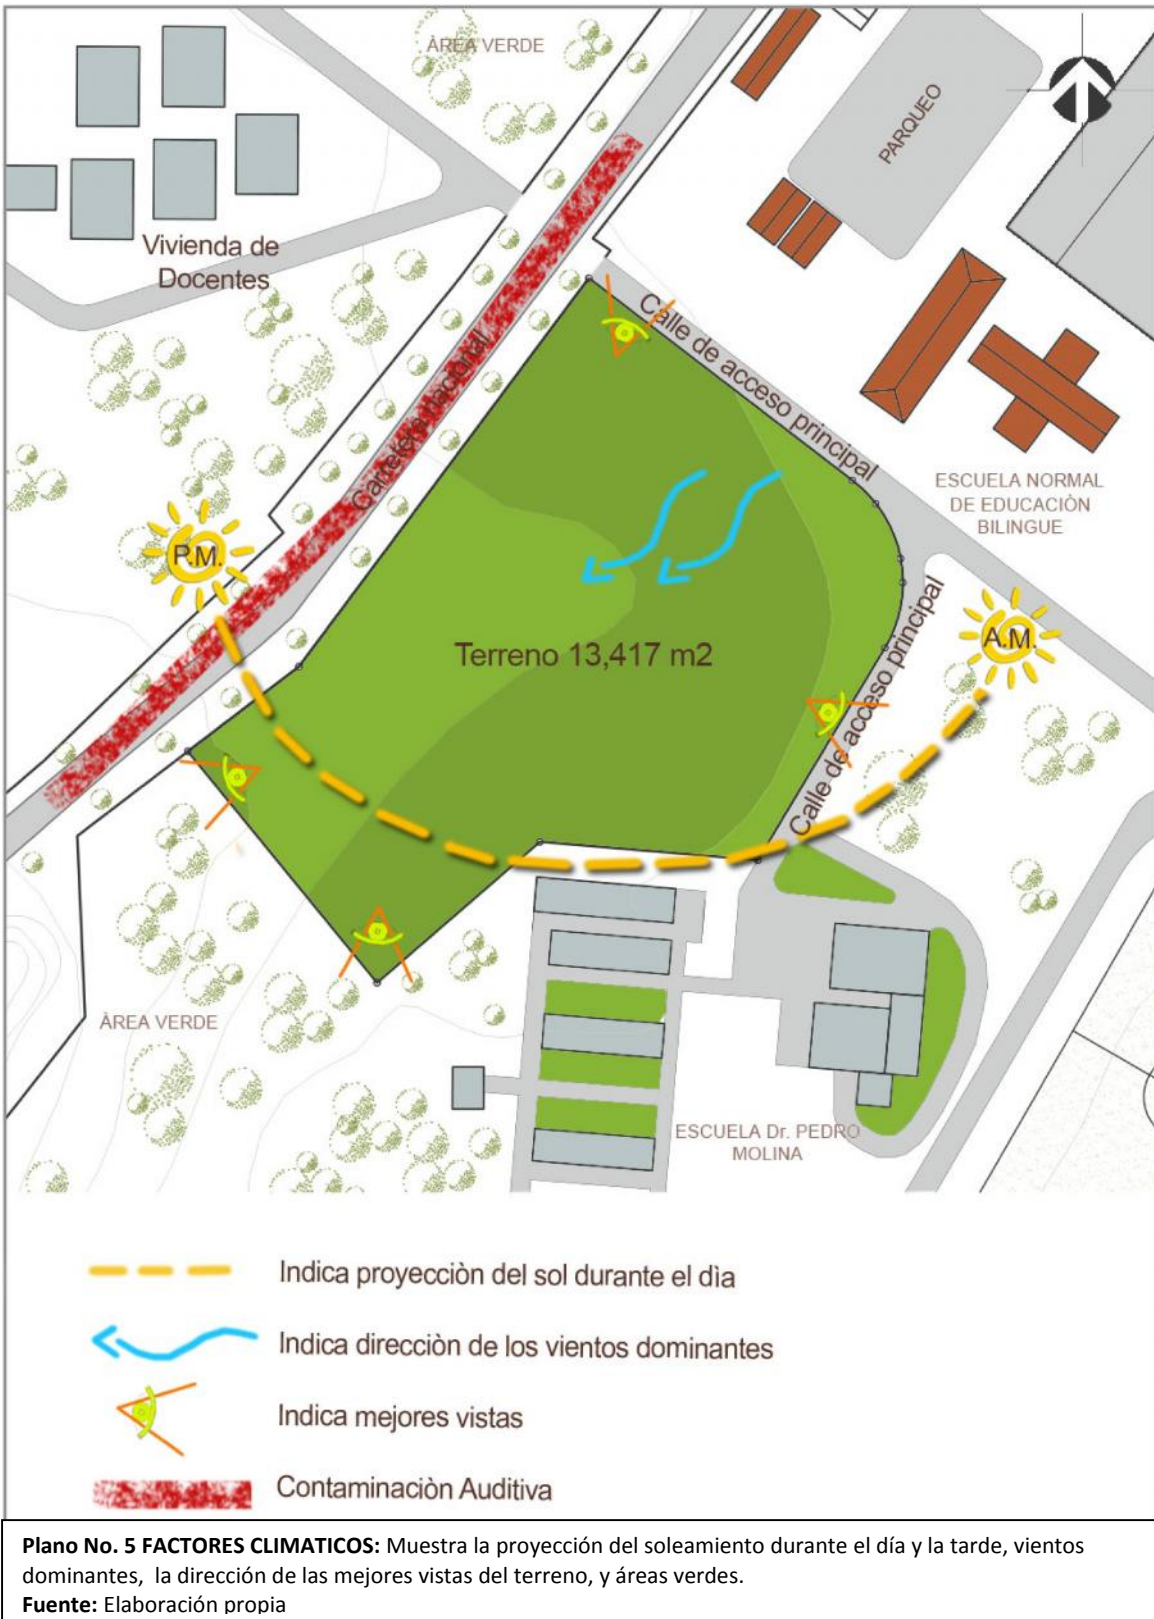 ÀREA VERDE
PARQUEO
Vivienda de
Docentes
Carretera nacional
Calle de acceso principal
ESCUELA NORMAL
DE EDUCACIÒN
BILINGUE
P.M.
A.M.
Terreno 13,417 m2
Calle de acceso principal
ÀREA VERDE
ESCUELA Dr. PEDRO
MOLINA
Indica proyecciòn del sol durante el dìa
Indica direcciòn de los vientos dominantes
Indica mejores vistas
Contaminaciòn Auditiva
Plano No. 5 FACTORES CLIMATICOS: Muestra la proyección del soleamiento durante el día y la tarde, vientos
dominantes, la dirección de las mejores vistas del terreno, y áreas verdes.
Fuente: Elaboración propia